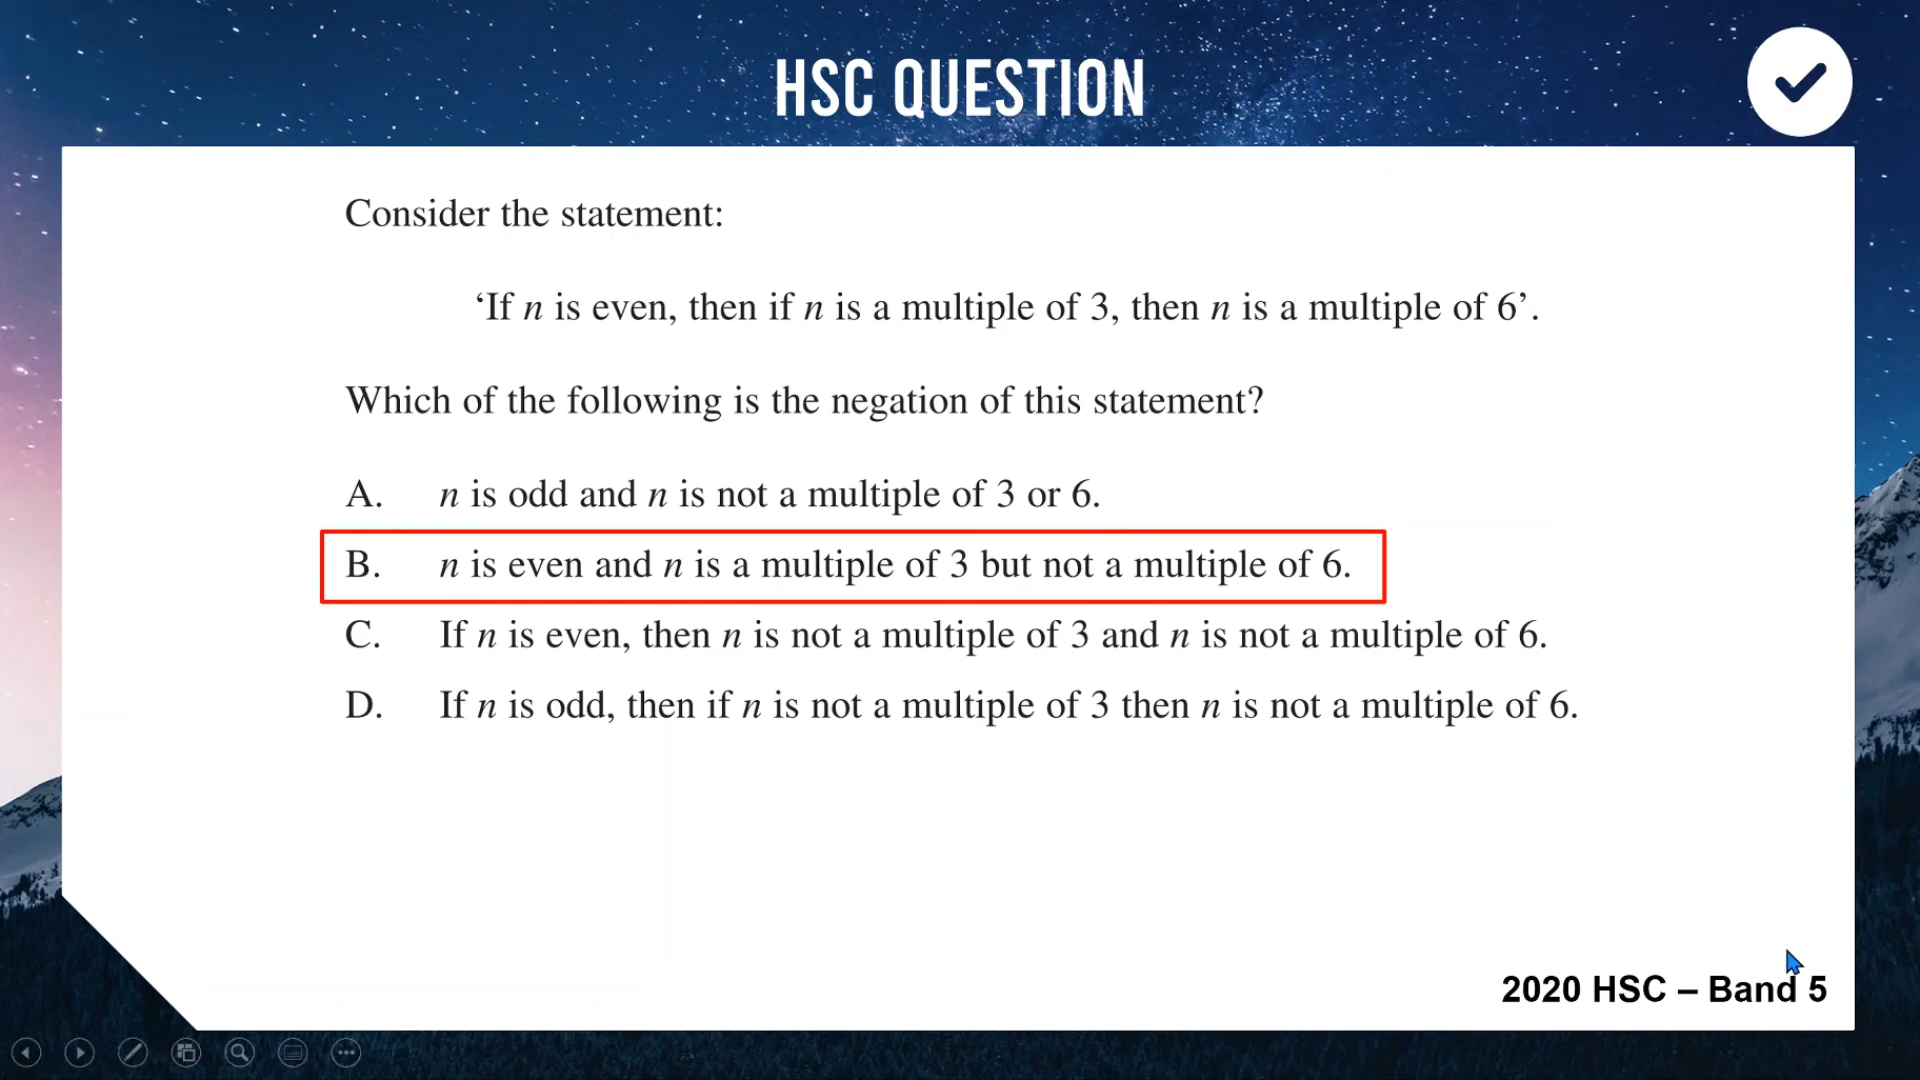 HSC QUESTION
Consider the statement:
‘If n is even, then if n is a multiple of 3, then n is a multiple of 6’.
Which of the following is the negation of this statement?
A. n is odd and n is not a multiple of 3 or 6.
B. n is even and n is a multiple of 3 but not a multiple of 6.
C. If n is even, then n is not a multiple of 3 and n is not a multiple of 6.
D. If n is odd, then if n is not a multiple of 3 then n is not a multiple of 6.
2020 HSC – Band 5